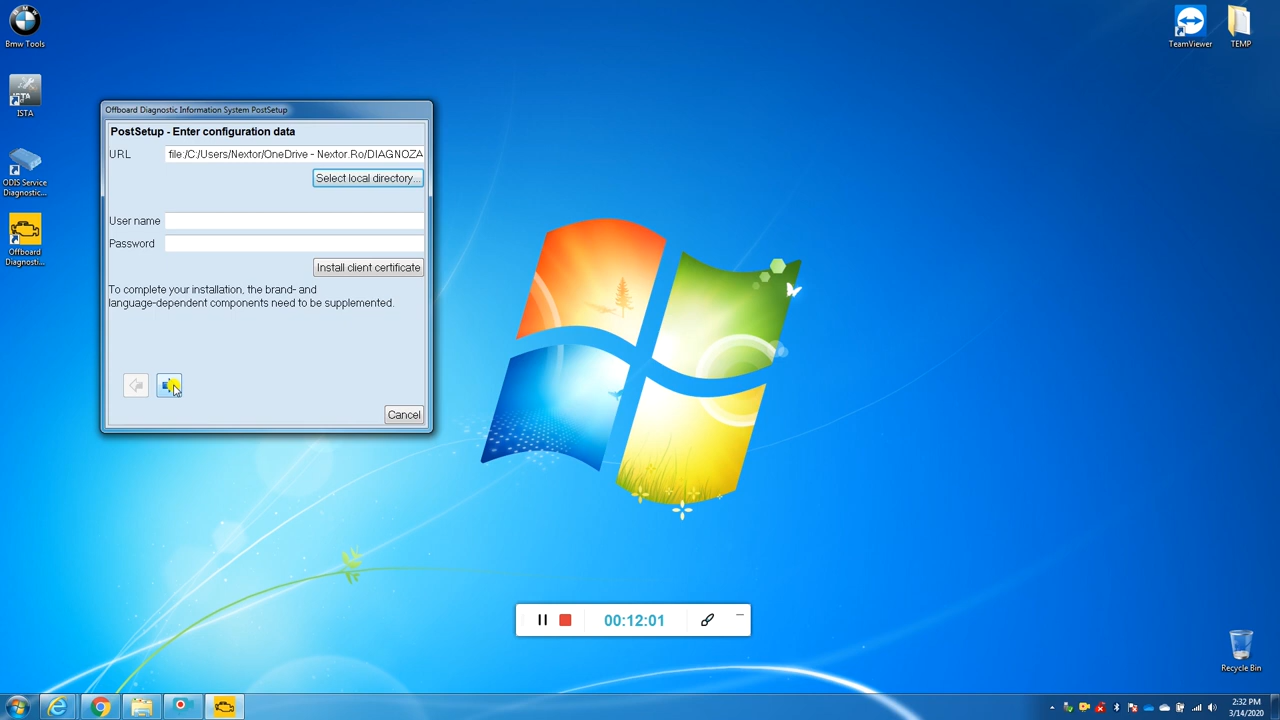 Bmw Tools
ISTA
ODIS Service
Diagnostic...
Offboard
Diagnosti...
TeamViewer
TEMP
Offboard Diagnostic Information System PostSetup
PostSetup - Enter configuration data
URL file:/C:/Users/Nextor/OneDrive - Nextor.Ro/DIAGNOZA
Select local directory...
User name
Password
Install client certificate
To complete your installation, the brand- and
language-dependent components need to be supplemented.
Cancel
00:12:01
Recycle Bin
2:32 PM
3/14/2020